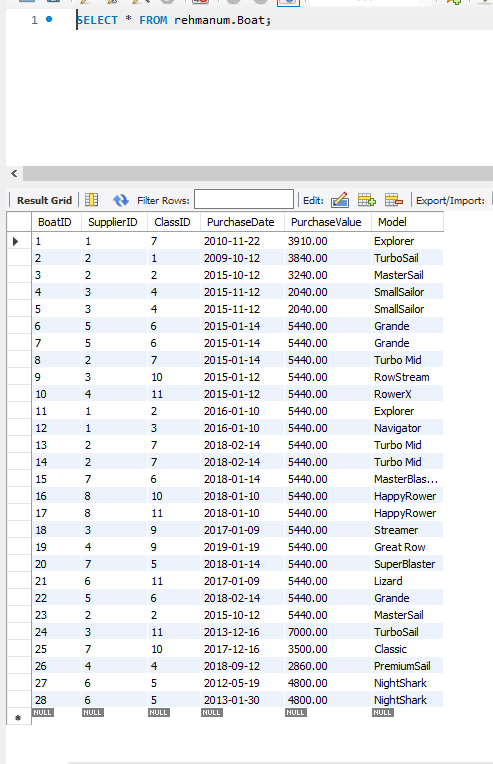 1 SELECT * FROM rehmanum.Boat;
Result Grid Filter Rows: Edit: Export/Import:
BoatID SupplierID ClassID PurchaseDate PurchaseValue Model
1 1 7 2010-11-22 3910.00 Explorer
2 2 1 2009-10-12 3840.00 TurboSail
3 2 2 2015-10-12 3240.00 MasterSail
4 3 4 2015-11-12 2040.00 SmallSailor
5 3 4 2015-11-12 2040.00 SmallSailor
6 5 6 2015-01-14 5440.00 Grande
7 5 6 2015-01-14 5440.00 Grande
8 2 7 2015-01-14 5440.00 Turbo Mid
9 3 10 2015-01-12 5440.00 RowStream
10 4 11 2015-01-12 5440.00 RowerX
11 1 2 2016-01-10 5440.00 Explorer
12 1 3 2016-01-10 5440.00 Navigator
13 2 7 2018-02-14 5440.00 Turbo Mid
14 2 7 2018-02-14 5440.00 Turbo Mid
15 7 6 2018-01-14 5440.00 MasterBlas...
16 8 10 2018-01-10 5440.00 HappyRower
17 8 11 2018-01-10 5440.00 HappyRower
18 3 9 2017-01-09 5440.00 Streamer
19 4 9 2019-01-19 5440.00 Great Row
20 7 5 2018-01-14 5440.00 SuperBlaster
21 6 11 2017-01-09 5440.00 Lizard
22 5 6 2018-02-14 5440.00 Grande
23 2 2 2015-10-12 5440.00 MasterSail
24 3 11 2013-12-16 7000.00 TurboSail
25 7 10 2017-12-16 3500.00 Classic
26 4 4 2018-09-12 2860.00 PremiumSail
27 6 5 2012-05-19 4800.00 NightShark
28 6 5 2013-01-30 4800.00 NightShark
NULL NULL NULL NULL NULL NULL